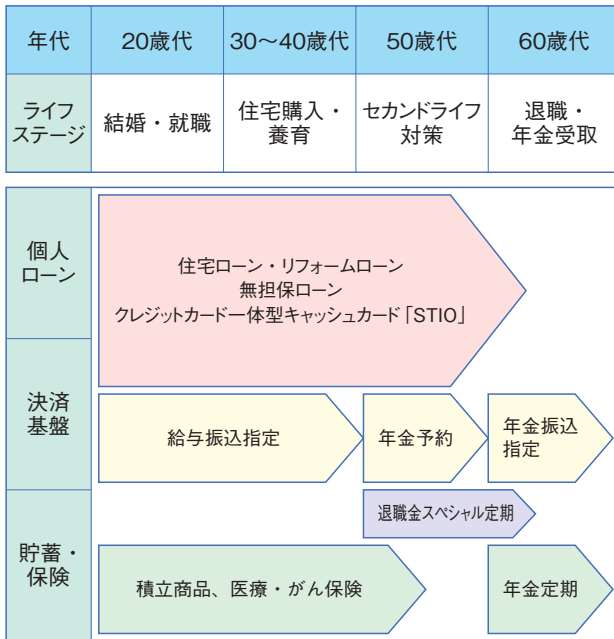 年代
20歳代
30～40歳代
50歳代
60歳代
ライフ
ステージ
結婚・就職
住宅購入・
養育
セカンドライフ
対策
退職・
年金受取
個人
ローン
住宅ローン・リフォームローン
無担保ローン
クレジットカード一体型キャッシュカード「STIO」
決済
基盤
給与振込指定
年金予約
年金振込
指定
貯蓄・
保険
退職金スペシャル定期
積立商品、医療・がん保険
年金定期